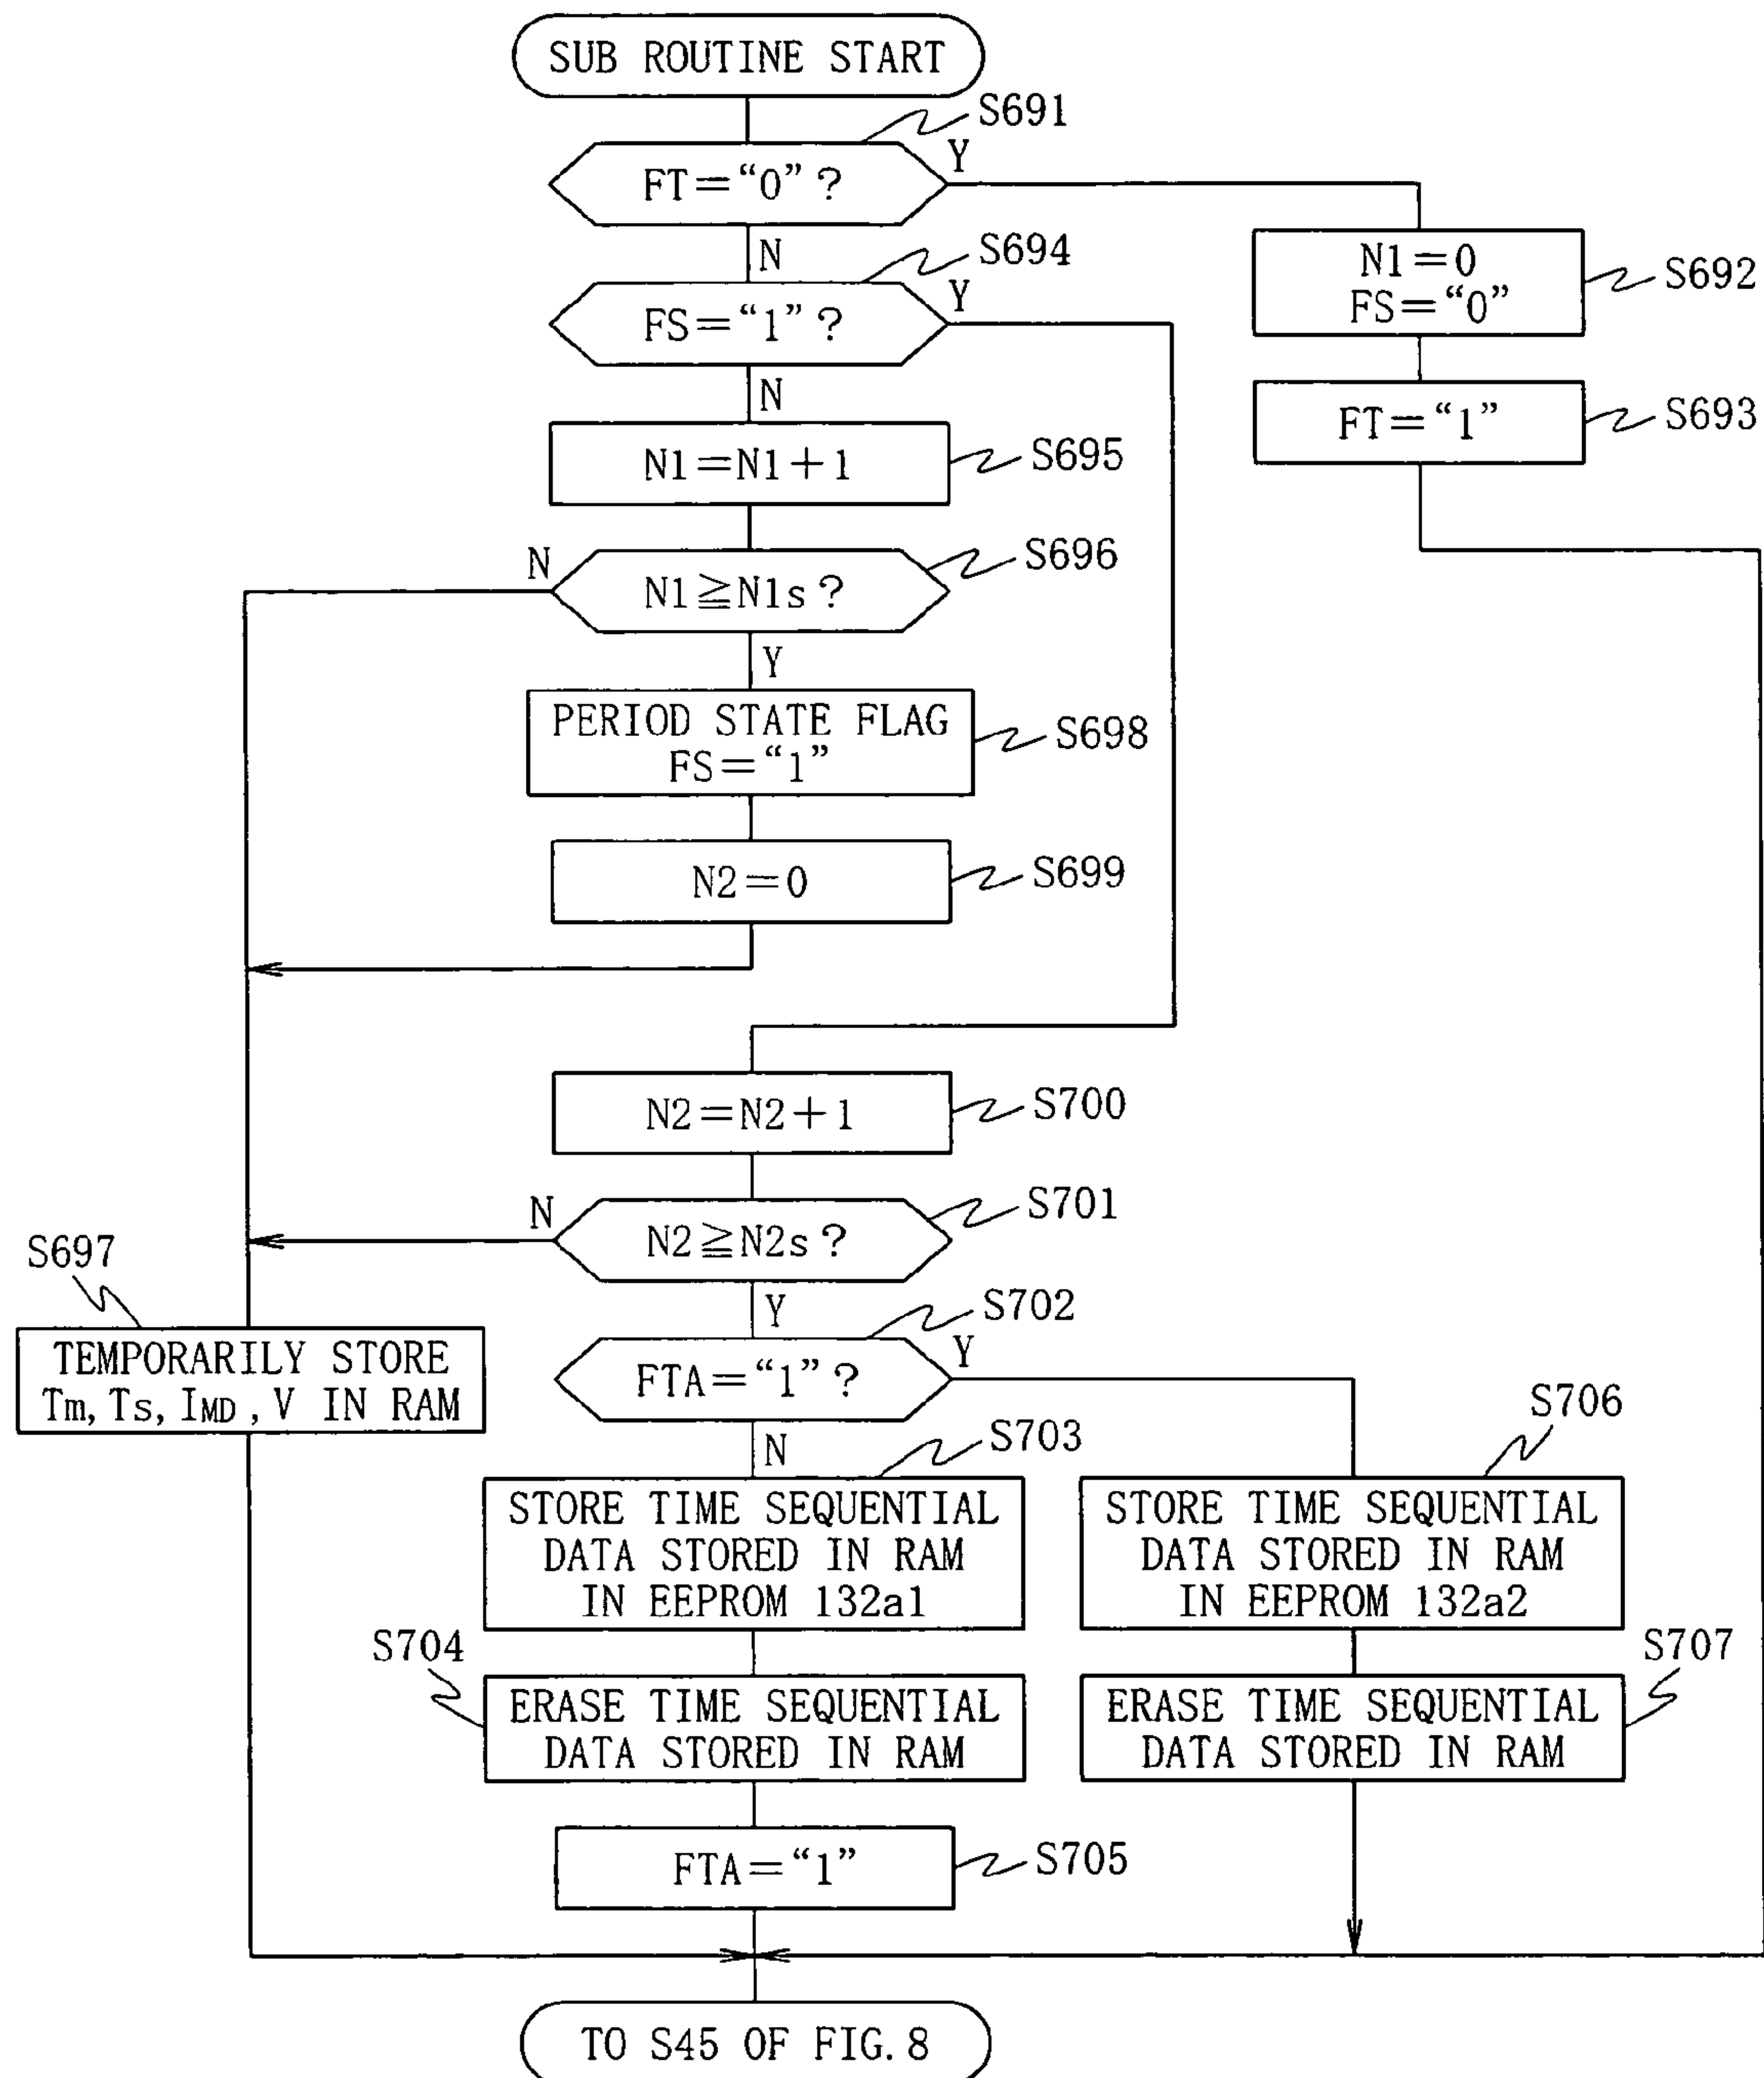 SUB ROUTINE START
S691
FT＝“0”?
Y
N
S694
FS＝“1”?
Y
N
N1＝0
FS＝“0”
S692
FT＝“1”
S693
N1＝N1＋1
S695
N
N1≧N1s?
S696
Y
PERIOD STATE FLAG
FS＝“1”
S698
N2＝0
S699
N2＝N2＋1
S700
N
N2≧N2s?
S701
Y
S697
TEMPORARILY STORE
Tm, Ts, IMD, V IN RAM
S702
FTA＝“1”?
Y
N
S703
STORE TIME SEQUENTIAL
DATA STORED IN RAM
IN EEPROM 132a1
S706
STORE TIME SEQUENTIAL
DATA STORED IN RAM
IN EEPROM 132a2
S704
ERASE TIME SEQUENTIAL
DATA STORED IN RAM
S707
ERASE TIME SEQUENTIAL
DATA STORED IN RAM
FTA＝“1”
S705
TO S45 OF FIG. 8